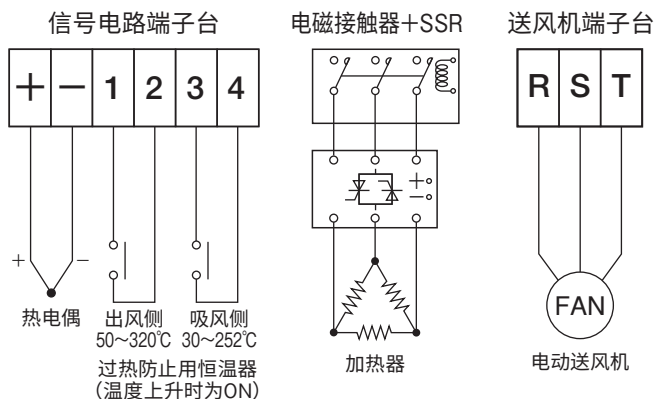 信号电路端子台
电磁接触器+SSR
送风机端子台
+ − 1 2 3 4
R S T
+
−
+ −
热电偶
出风侧
50～320℃
吸风侧
30～252℃
过热防止用恒温器
(温度上升时为ON)
加热器
FAN
电动送风机